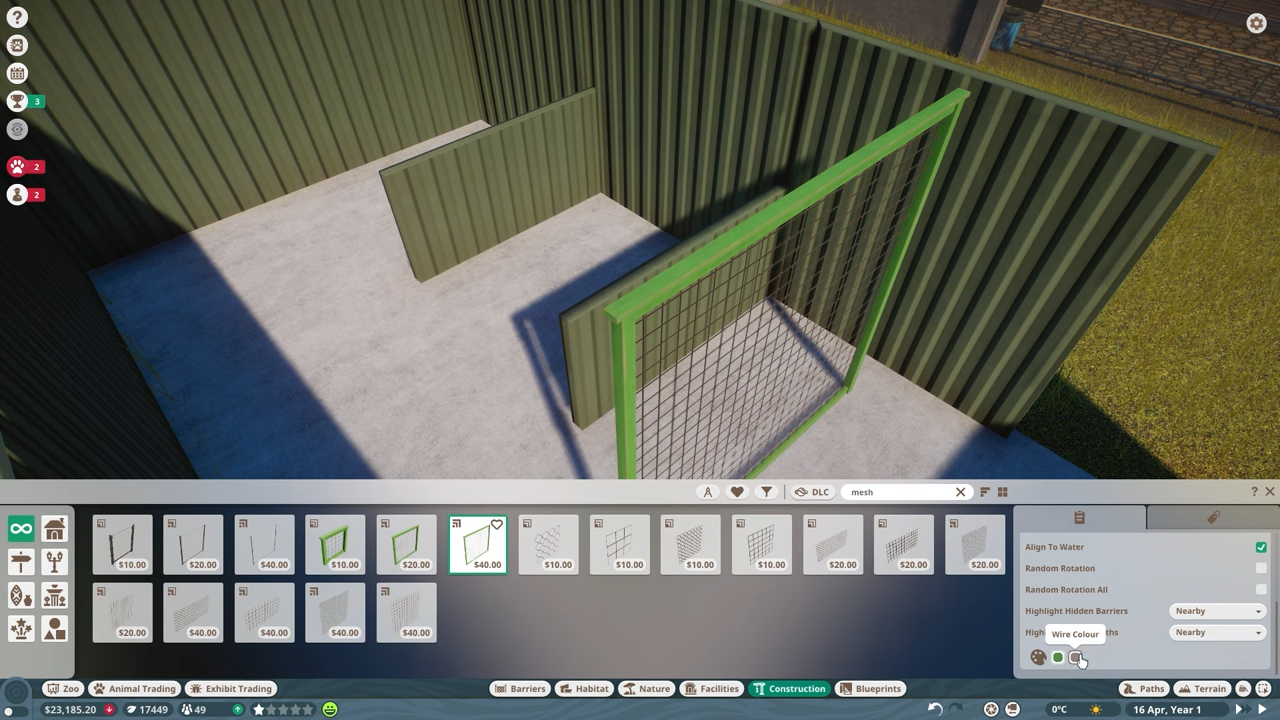 ?
3
2
2
DLC
mesh
?
$10.00
$20.00
$40.00
$10.00
$20.00
$40.00
$10.00
$10.00
$10.00
$10.00
$20.00
$20.00
$20.00
$20.00
$40.00
$40.00
$40.00
$40.00
Align To Water
Random Rotation
Random Rotation All
Highlight Hidden Barriers
Nearby
Nearby
Wire Colour
Zoo
Animal Trading
Exhibit Trading
Barriers
Habitat
Nature
Facilities
Construction
Blueprints
Paths
Terrain
$23,185.20
17449
49
0°C
16 Apr, Year 1